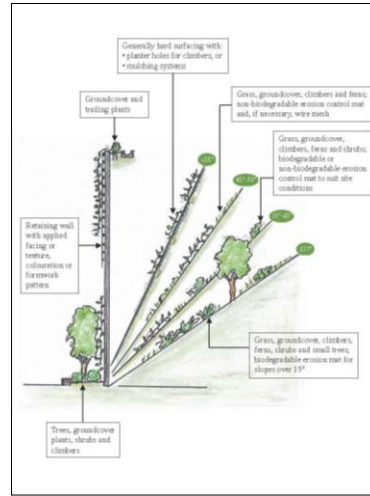 Generally hard surfacing with:
• planter holes for climbers, or
• mulching systems
Groundcover and
trailing plants
Grass, groundcover, climbers and ferns;
non-biodegradable erosion control mat
and, if necessary, wire mesh
Grass, groundcover,
climbers, ferns and shrubs;
biodegradable or
non-biodegradable erosion
control mat to suit site
conditions
Retaining wall
with applied
facing or
texture,
colouration or
formwork
pattern
Grass, groundcover, climbers,
ferns, shrubs and small trees;
biodegradable erosion mat for
slopes over 15°
Trees, groundcover
plants, shrubs and
climbers